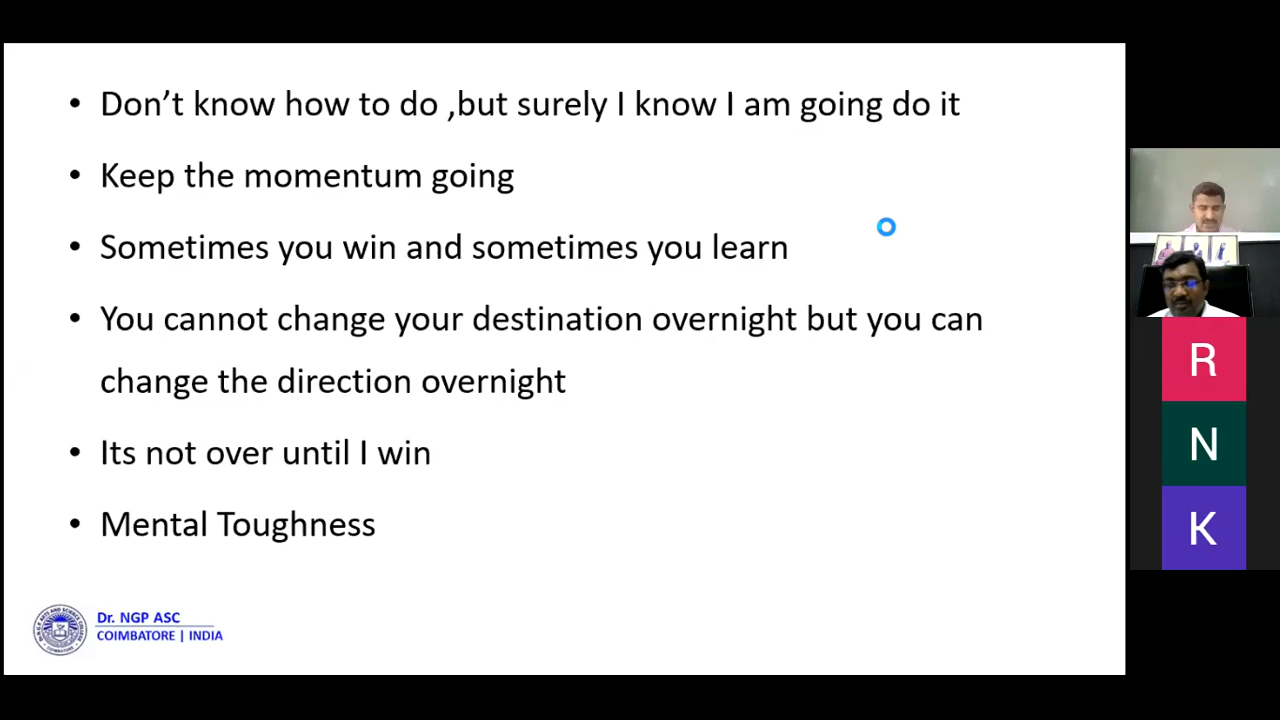 • Don’t know how to do ,but surely I know I am going do it
• Keep the momentum going
• Sometimes you win and sometimes you learn
• You cannot change your destination overnight but you can
change the direction overnight
• Its not over until I win
• Mental Toughness
Dr. NGP ASC
COIMBATORE | INDIA
R
N
K